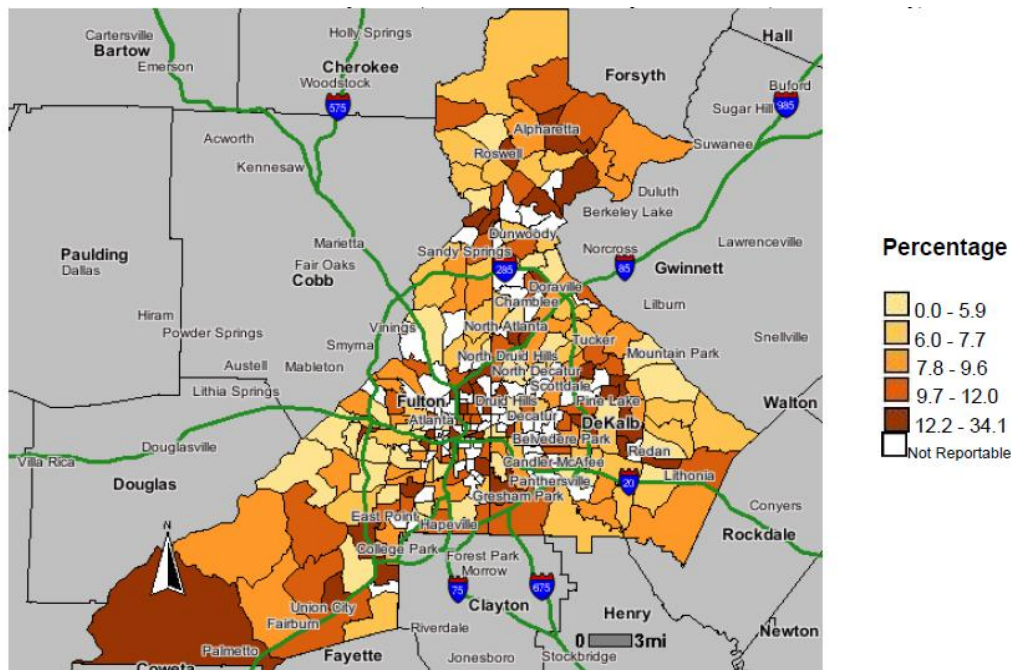 Holly Springs
Hall
Cartersville
Bartow
Emerson
Cherokee
Woodstock
Forsyth
Buford
575
985
Sugar Hill
Alpharetta
Acworth
Suwanee
Roswell
Kennesaw
Duluth
Berkeley Lake
Dunwoody
Marietta
Sandy Springs
Norcross
Lawrenceville
Paulding
Dallas
Fair Oaks
Cobb
285
85
Gwinnett
Doraville
Chamblee
Lilburn
Hiram
Powder Springs
Vinings
North Atlanta
Smyrna
Tucker
Snellville
North Druid Hills
Mountain Park
Austell
Mableton
North Decatur
Scottdale
Lithia Springs
Fulton
Druid Hills
Pine Lake
Walton
Atlanta
Decatur
DeKalb
Douglasville
Belvedere Park
Redan
Villa Rica
Candler-McAfee
Lithonia
Panthersville
20
Douglas
Gresham Park
Conyers
East Point
Hapeville
Rockdale
N
College Park
Forest Park
Morrow
75
675
Union City
Clayton
Henry
Fairburn
Riverdale
Newton
0
3mi
Palmetto
Fayette
Jonesboro
Stockbridge
Coweta
Percentage
0.0 - 5.9
6.0 - 7.7
7.8 - 9.6
9.7 - 12.0
12.2 - 34.1
Not Reportable